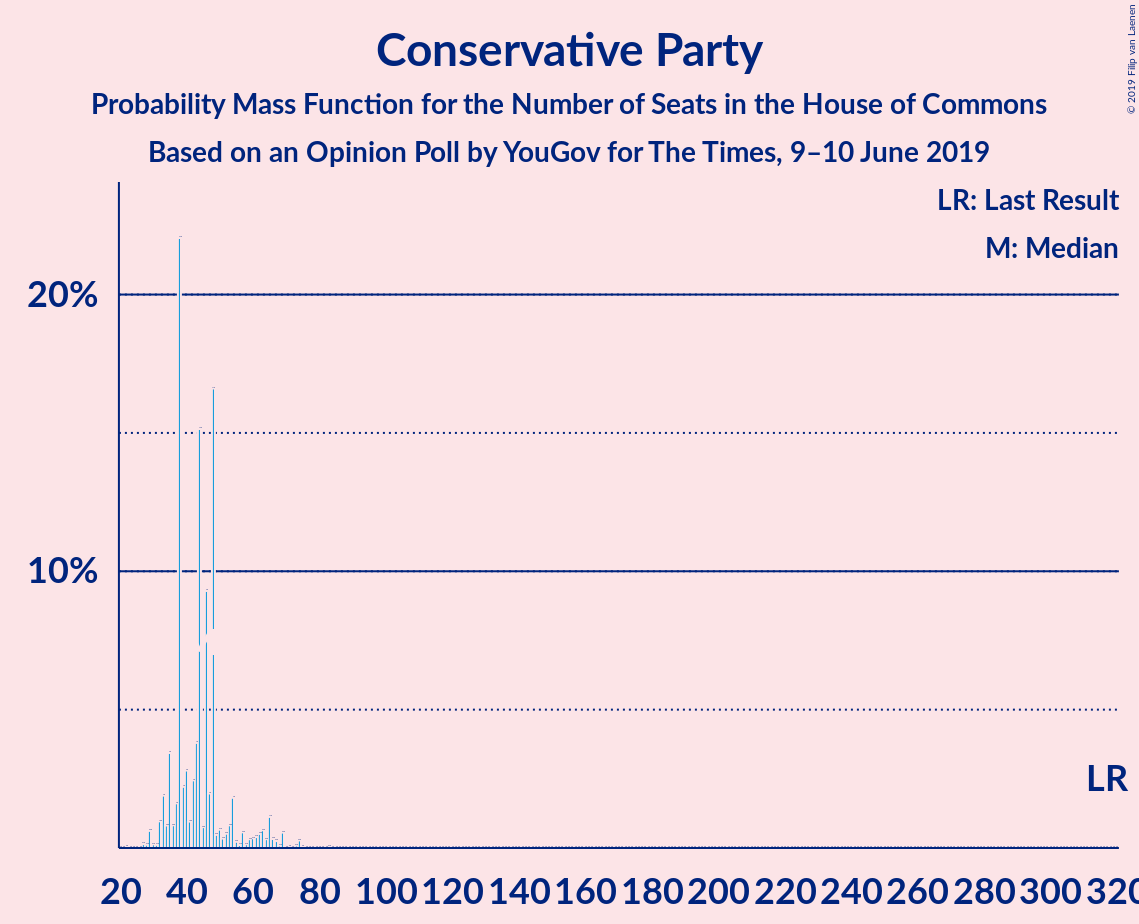 Conservative Party
Probability Mass Function for the Number of Seats in the House of Commons
Based on an Opinion Poll by YouGov for The Times, 9–10 June 2019
© 2019 Filip van Laenen
LR: Last Result
M: Median
20%
10%
LR
20 40 60 80 100 120 140 160 180 200 220 240 260 280 300 320